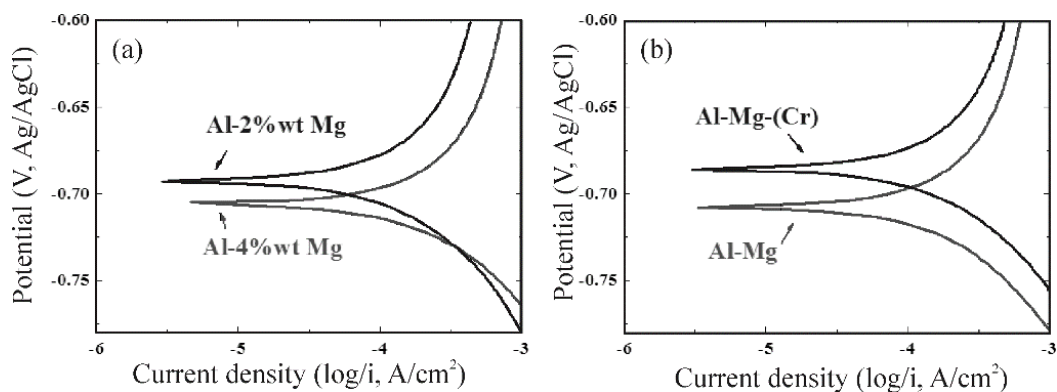 (a)
-0.60
-0.65
-0.70
-0.75
Potential (V, Ag/AgCl)
Al-2%wt Mg
Al-4%wt Mg
-6
-5
-4
-3
Current density (log/i, A/cm²)
(b)
-0.60
-0.65
-0.70
-0.75
Potential (V, Ag/AgCl)
Al-Mg-(Cr)
Al-Mg
-6
-5
-4
-3
Current density (log/i, A/cm²)